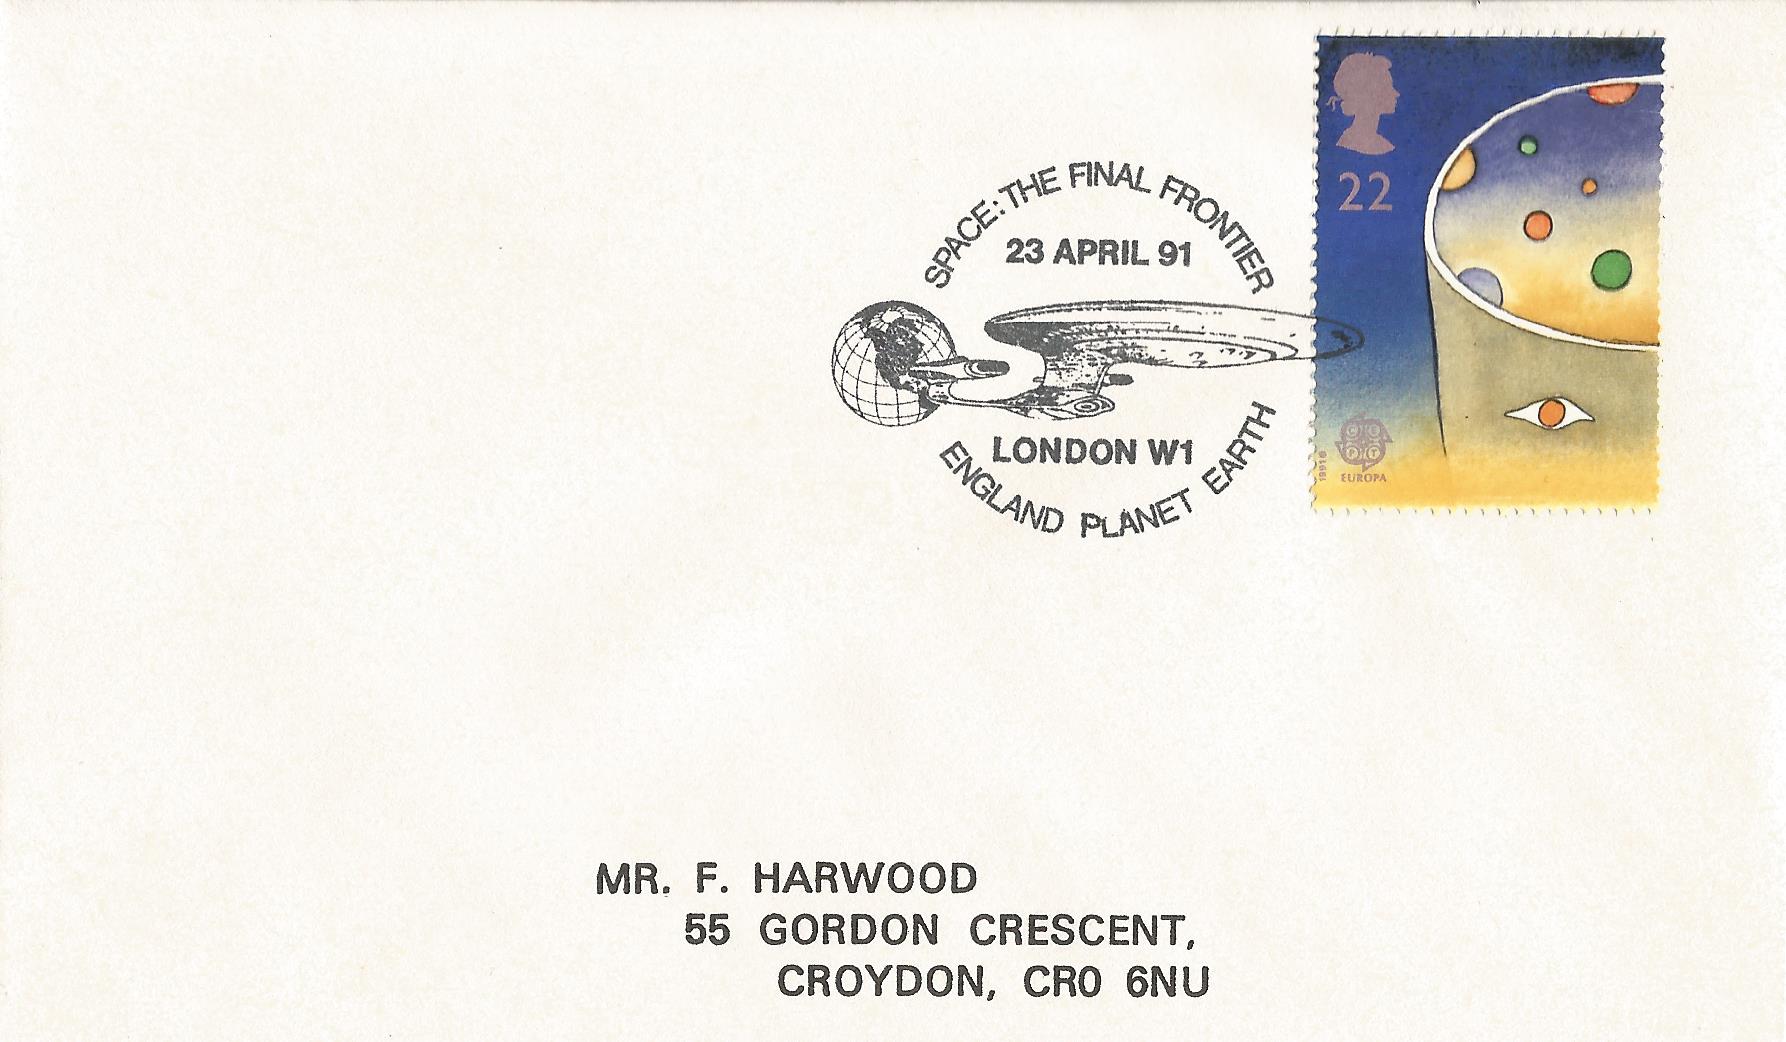 SPACE: THE FINAL FRONTIER
23 APRIL 91
LONDON W1
ENGLAND PLANET EARTH
22
CEPT
EUROPA
MR. F. HARWOOD
55 GORDON CRESCENT,
CROYDON, CR0 6NU